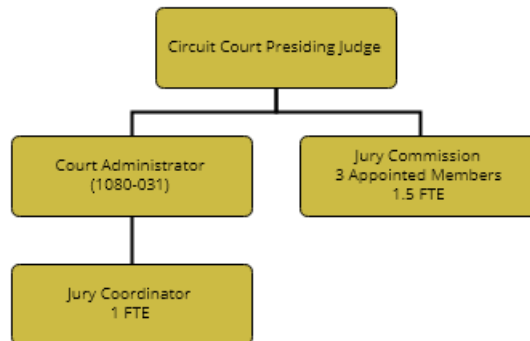 Circuit Court Presiding Judge
Court Administrator
(1080-031)
Jury Commission
3 Appointed Members
1.5 FTE
Jury Coordinator
1 FTE